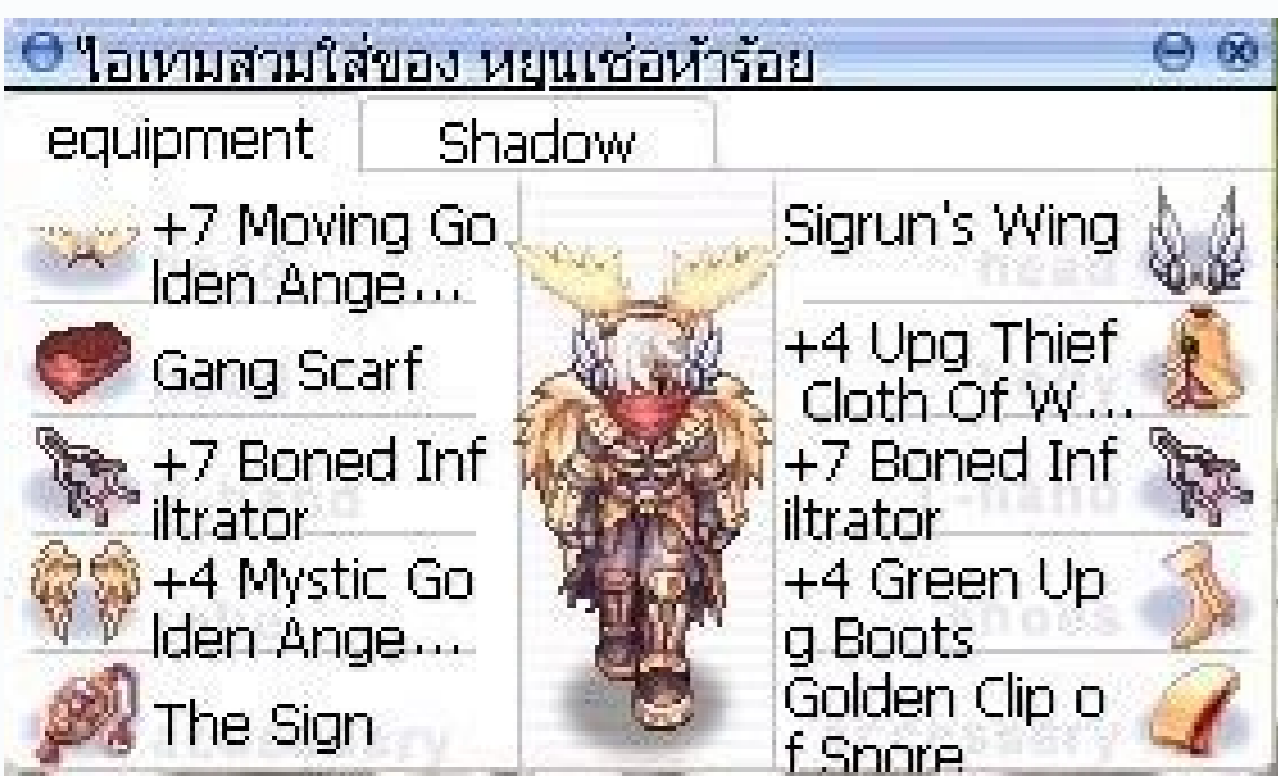 ไอเทมสวมใส่ของ หยุนเช่อห้าร้อย
equipment
Shadow
+7 Moving Go
lden Ange...
Gang Scarf
+7 Boned Inf
iltrator
+4 Mystic Go
lden Ange...
The Sign
Sigrun's Wing
+4 Upg Thief
Cloth Of W...
+7 Boned Inf
iltrator
+4 Green Up
g Boots
Golden Clip o
f Spore